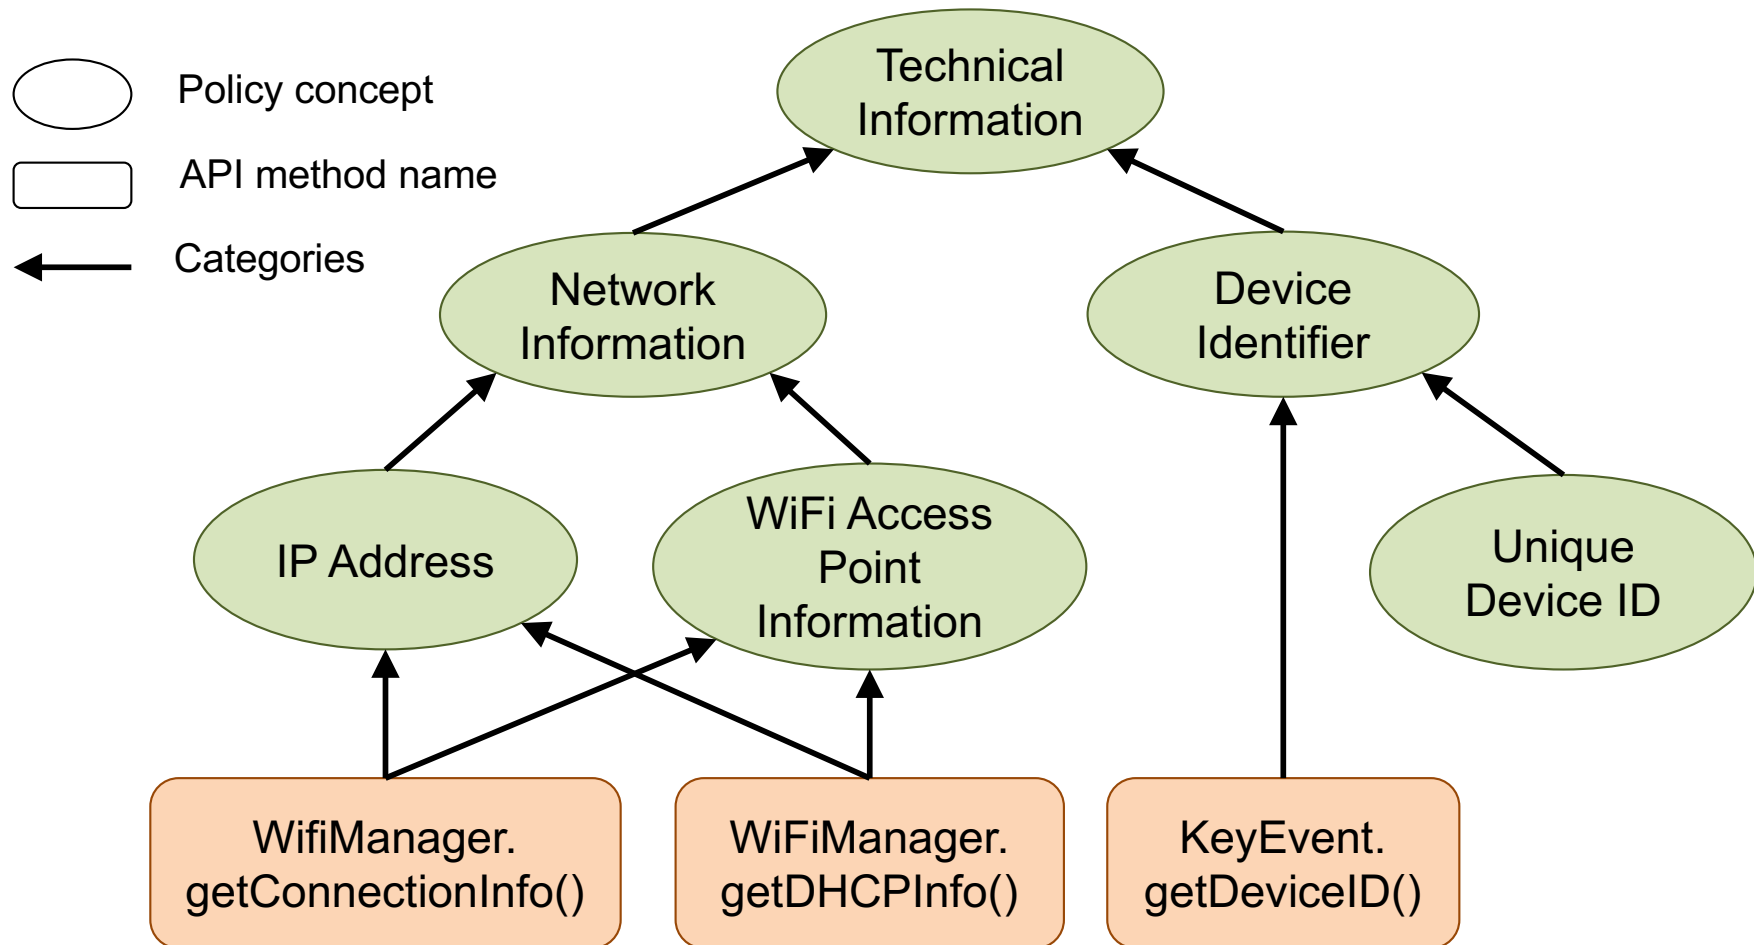 Policy concept
API method name
Categories
Technical
Information
Network
Information
Device
Identifier
IP Address
WiFi Access
Point
Information
Unique
Device ID
WifiManager.
getConnectionInfo()
WiFiManager.
getDHCPInfo()
KeyEvent.
getDeviceID()